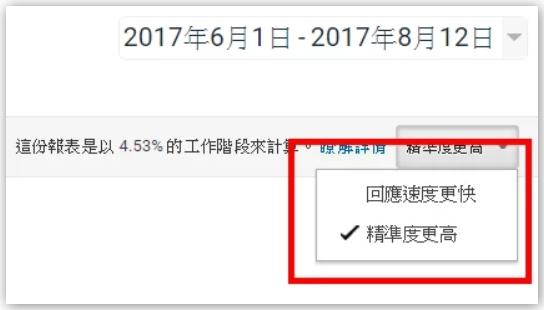 2017年6月1日 - 2017年8月12日
這份報表是以 4.53% 的工作階段來計算。瞭解詳情 精準度更高
回應速度更快
精準度更高